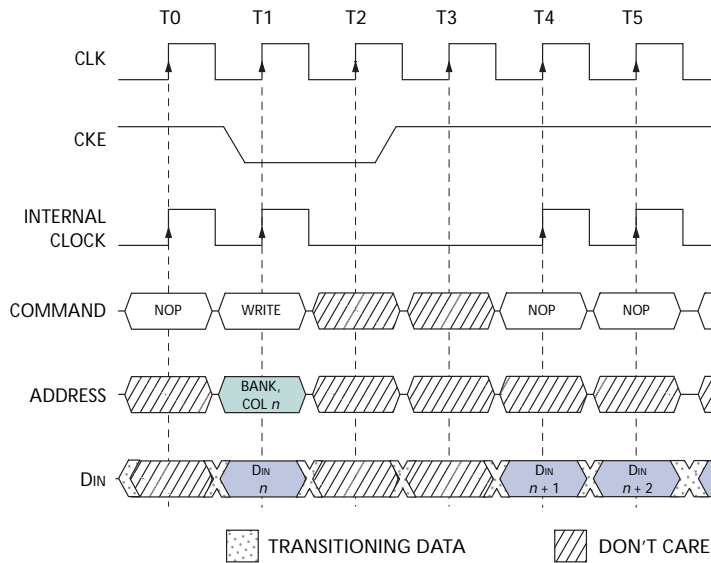 T0 T1 T2 T3 T4 T5
CLK
CKE
INTERNAL
CLOCK
COMMAND NOP WRITE NOP NOP
ADDRESS BANK,
COL n
DIN DIN
n DIN
n + 1 DIN
n + 2
TRANSITIONING DATA DON'T CARE